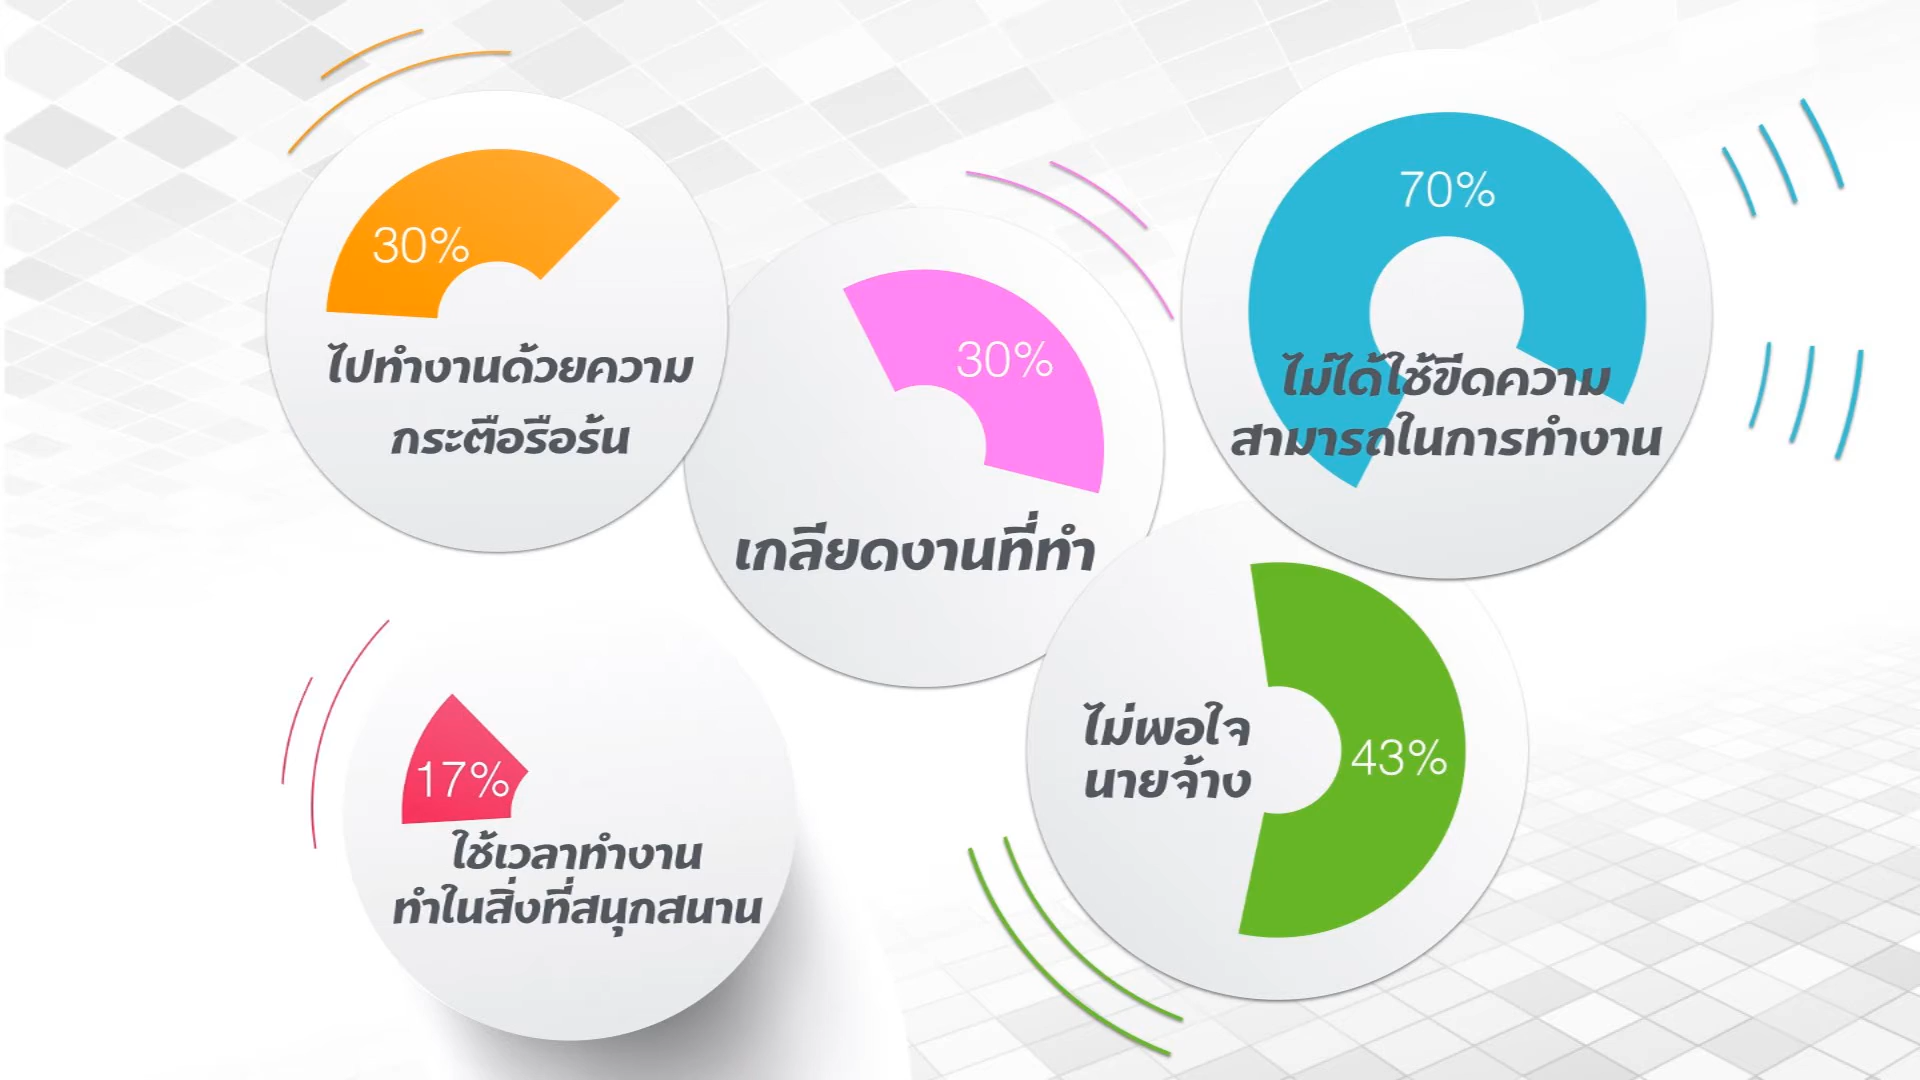 30%
ไปทำงานด้วยความ
กระตือรือร้น
30%
เกลียดงานที่ทำ
70%
ไม่ได้ใช้ขีดความ
สามารถในการทำงาน
17%
ใช้เวลาทำงาน
ทำในสิ่งที่สนุกสนาน
ไม่พอใจ
นายจ้าง
43%